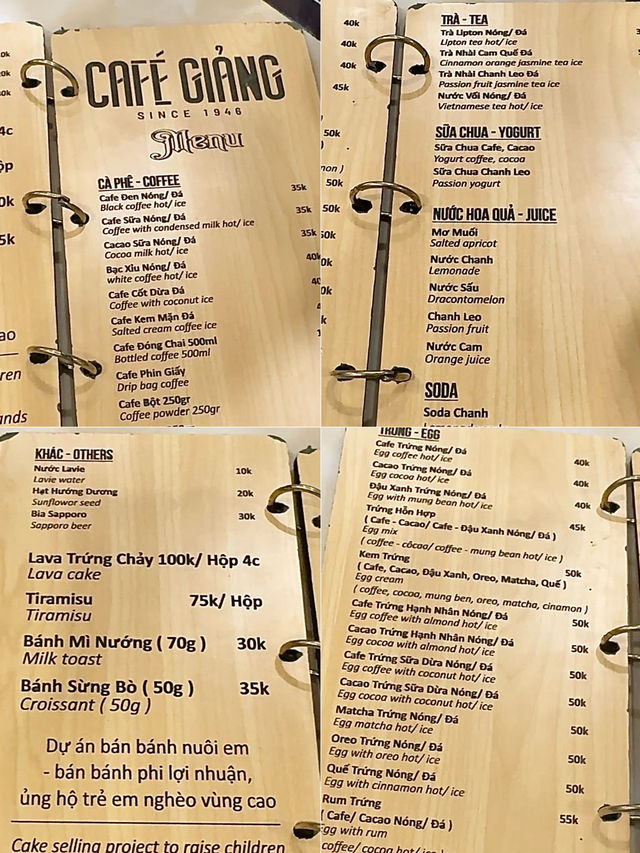 CAFÉ GIẢNG
SINCE 1946
Menu
CÀ PHÊ - COFFEE
Cafe Đen Nóng/ Đá 35k
Black coffee hot/ ice
Cafe Sữa Nóng/ Đá 35k
Coffee with condensed milk hot/ ice
Cacao Sữa Nóng/ Đá 35k
Cocoa milk hot/ ice
Bạc Xỉu Nóng/ Đá
white coffee hot/ ice
Cafe Cốt Dừa Đá
Coffee with coconut ice
Cafe Kem Mặn Đá
Salted cream coffee ice
Cafe Đóng Chai 500ml
Bottled coffee 500ml
Cafe Phin Giấy
Drip bag coffee
Cafe Bột 250gr
Coffee powder 250gr
TRÀ - TEA
Trà Lipton Nóng/ Đá
Lipton tea hot/ ice
Trà Nhài Cam Quế Đá
Cinnamon orange jasmine tea ice
Trà Nhài Chanh Leo Đá
Passion fruit jasmine tea ice
Nước Vối Nóng/ Đá
Vietnamese tea hot/ ice
SỮA CHUA - YOGURT
Sữa Chua Cafe, Cacao
Yogurt coffee, cocoa
Sữa Chua Chanh Leo
Passion yogurt
NƯỚC HOA QUẢ - JUICE
Mơ Muối
Salted apricot
Nước Chanh
Lemonade
Nước Sấu
Dracontomelon
Chanh Leo
Passion fruit
Nước Cam
Orange juice
SODA
Soda Chanh
40k
40k
45k
50k
50k
50k
KHÁC - OTHERS
Nước Lavie 10k
Lavie water
Hạt Hướng Dương 20k
Sunflowor seed
Bia Sapporo 30k
Sapporo beer
Lava Trứng Chảy 100k/ Hộp 4c
Lava cake
Tiramisu 75k/ Hộp
Tiramisu
Bánh Mì Nướng ( 70g ) 30k
Milk toast
Bánh Sừng Bò ( 50g ) 35k
Croissant ( 50g )
Dự án bán bánh nuôi em
- bán bánh phi lợi nhuận,
ủng hộ trẻ em nghèo vùng cao
Cake selling project to raise children
TRỨNG - EGG
Cafe Trứng Nóng/ Đá 40k
Egg coffee hot/ ice
Cacao Trứng Nóng/ Đá 40k
Egg cocoa hot/ ice
Đậu Xanh Trứng Nóng/ Đá 40k
Egg with mung bean hot/ ice
Trứng Hỗn Hợp 45k
( Cafe - Cacao/ Cafe - Đậu Xanh Nóng/ Đá )
Egg mix
( coffee - côcao/ coffee - mung bean hot/ ice )
Kem Trứng 50k
( Cafe, Cacao, Đậu Xanh, Oreo, Matcha, Quế )
Egg cream
( coffee, cocoa, mung ben, oreo, matcha, cinamon )
Cafe Trứng Hạnh Nhân Nóng/ Đá 50k
Egg coffee with almond hot/ ice
Cacao Trứng Hạnh Nhân Nóng/ Đá 50k
Egg cocoa with almond hot/ ice
Cafe Trứng Sữa Dừa Nóng/ Đá 50k
Egg coffee with coconut hot/ ice
Cacao Trứng Sữa Dừa Nóng/ Đá 50k
Egg cocoa with coconut hot/ ice
Matcha Trứng Nóng/ Đá 50k
Egg matcha hot/ ice
Oreo Trứng Nóng/ Đá 50k
Egg with oreo hot/ ice
Quế Trứng Nóng/ Đá 50k
Egg with cinnamon hot/ ice
Rum Trứng 55k
( Cafe/ Cacao Nóng/ Đá )
Egg with rum
coffee/ cocoa hot/ ice )